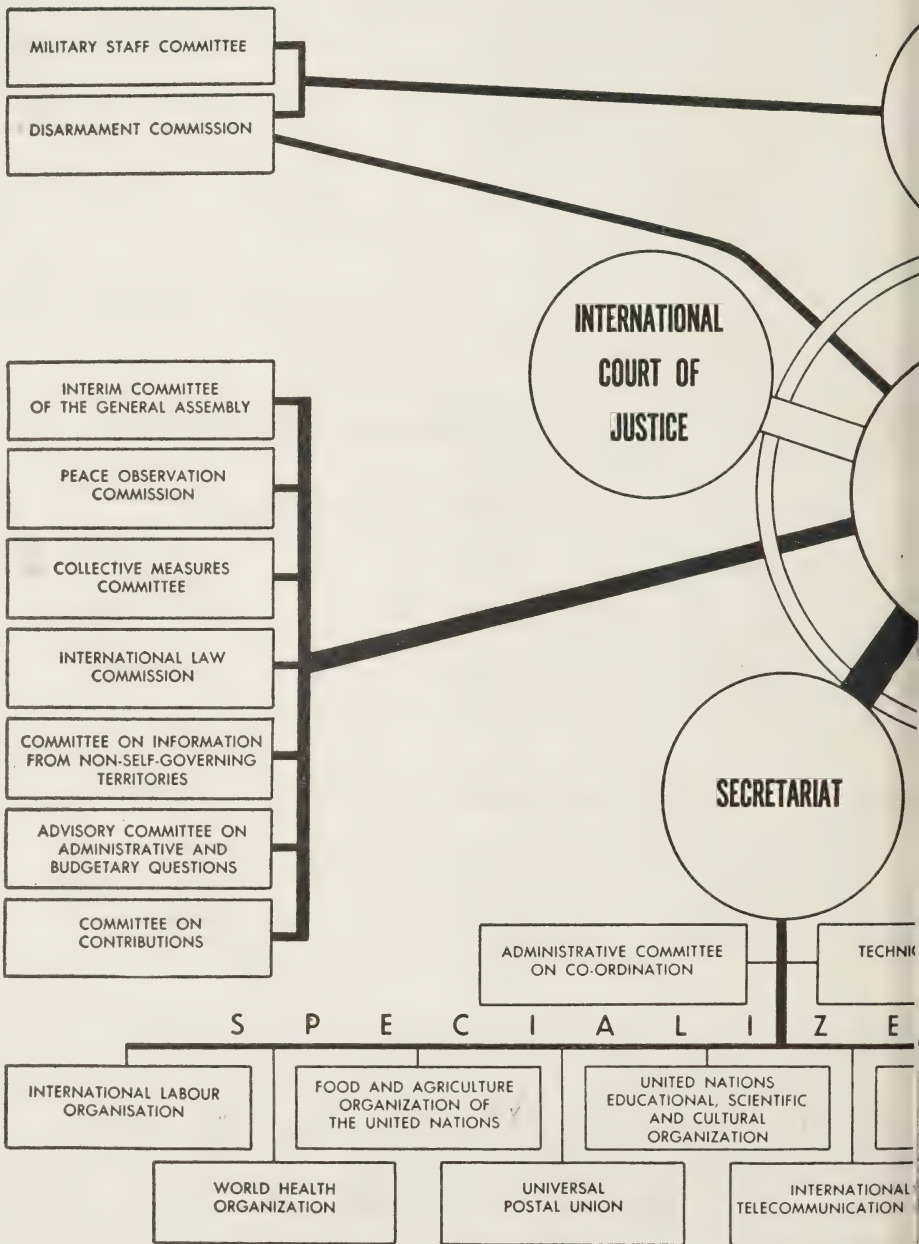 MILITARY STAFF COMMITTEE
DISARMAMENT COMMISSION
INTERNATIONAL
COURT OF
JUSTICE
INTERIM COMMITTEE
OF THE GENERAL ASSEMBLY
PEACE OBSERVATION
COMMISSION
COLLECTIVE MEASURES
COMMITTEE
INTERNATIONAL LAW
COMMISSION
COMMITTEE ON INFORMATION
FROM NON-SELF-GOVERNING
TERRITORIES
ADVISORY COMMITTEE ON
ADMINISTRATIVE AND
BUDGETARY QUESTIONS
COMMITTEE ON
CONTRIBUTIONS
SECRETARIAT
ADMINISTRATIVE COMMITTEE
ON CO-ORDINATION
TECHNIC
S P E C I A L I Z E
INTERNATIONAL LABOUR
ORGANISATION
FOOD AND AGRICULTURE
ORGANIZATION OF
THE UNITED NATIONS
UNITED NATIONS
EDUCATIONAL, SCIENTIFIC
AND CULTURAL
ORGANIZATION
WORLD HEALTH
ORGANIZATION
UNIVERSAL
POSTAL UNION
INTERNATIONAL
TELECOMMUNICATION